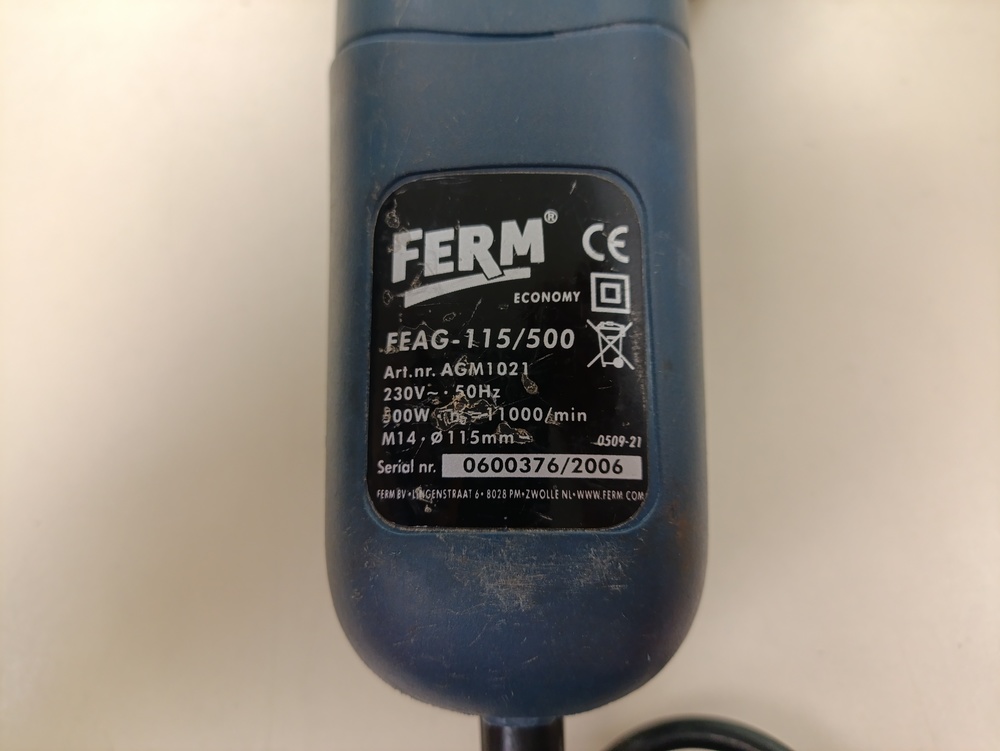 FERM®
CE
ECONOMY
FEAG-115/500
Art.nr. AGM1021
230V~ · 50Hz
500W · n₀ =11000/min
M14 · Ø115mm
0509-21
Serial nr. 0600376/2006
FERM BV • LINGENSTRAAT 6 • 8028 PM • ZWOLLE NL • WWW.FERM.COM